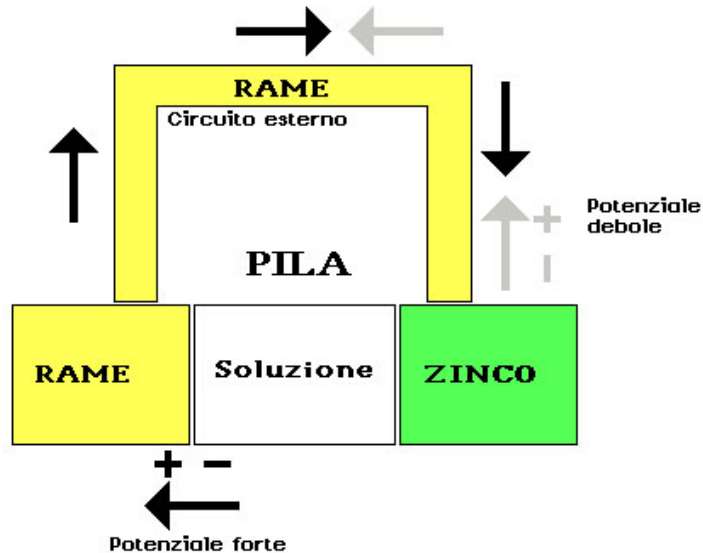 RAME
Circuito esterno
+
Potenziale
debole
-
PILA
RAME
Soluzione
ZINCO
+ -
Potenziale forte